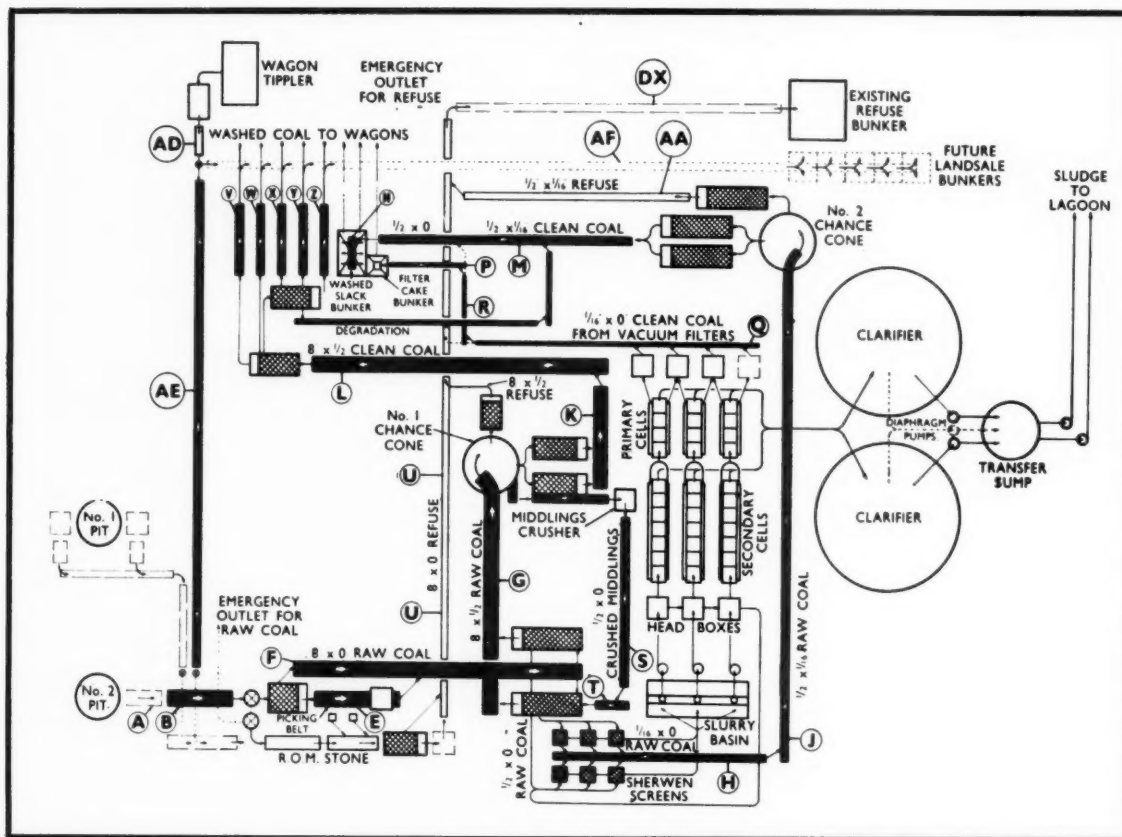 WAGON
TIPPLER
EMERGENCY
OUTLET
FOR REFUSE
DX
EXISTING
REFUSE
BUNKER
AD
WASHED COAL TO WAGONS
AF
AA
FUTURE
LANDSALE
BUNKERS
½ x 1/16 REFUSE
SLUDGE
TO
LAGOON
V
W
X
Y
Z
N
½ x 0
½ x 1/16 CLEAN COAL
No. 2
CHANCE
CONE
M
P
WASHED
SLACK
BUNKER
FILTER
CAKE
BUNKER
R
DEGRADATION
1/16 x 0 CLEAN COAL
FROM VACUUM FILTERS
Q
CLARIFIER
8 x ½ CLEAN COAL
L
AE
8 x ½
REFUSE
K
No. 1
CHANCE
CONE
PRIMARY
CELLS
DIAPHRAGM
PUMPS
TRANSFER
SUMP
U
MIDDLINGS
CRUSHER
SECONDARY
CELLS
CLARIFIER
No. 1
PIT
8 x 0 REFUSE
8 x ½ RAW COAL
G
½ x 0
CRUSHED MIDDLINGS
½ x 1/16 RAW COAL
EMERGENCY
OUTLET FOR
RAW COAL
U
HEAD BOXES
F
8 x 0 RAW COAL
S
No. 2
PIT
A
B
PICKING
BELT
E
T
SLURRY
BASIN
J
R O M. STONE
½ x 0
RAW COAL
1/16 x 0
RAW COAL
H
SHERWEN
SCREENS